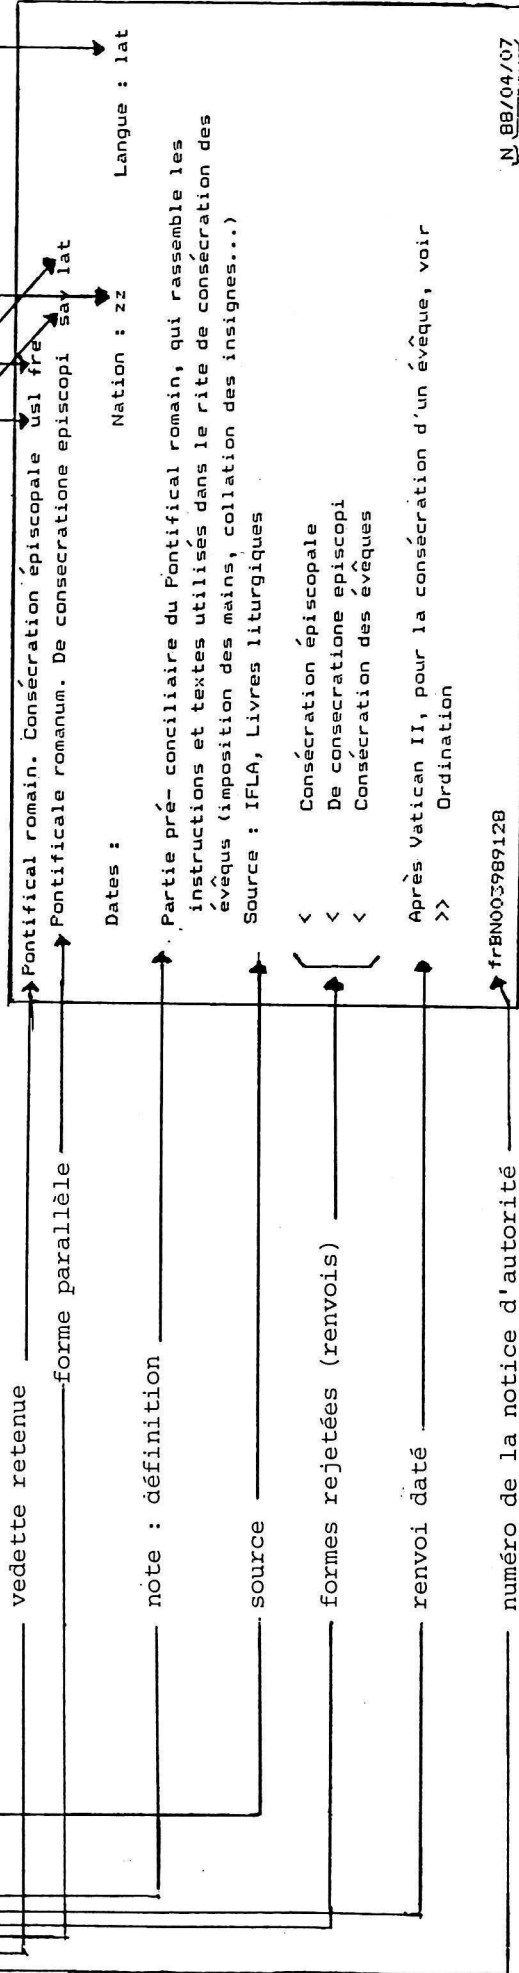 vedette retenue
forme parallèle
note : définition
source
formes rejetées (renvois)
renvoi daté
numéro de la notice d'autorité
Pontifical romain. Consécration épiscopale usl fre
Pontificale romanum. De consecratione episcopi sav lat
Dates : Nation : zz Langue : lat
Partie pré- conciliaire du Pontifical romain, qui rassemble les
instructions et textes utilisés dans le rite de consécration des
évêqus (imposition des mains, collation des insignes...)
Source : IFLA, Livres liturgiques
< Consécration épiscopale
< De consecratione episcopi
< Consécration des évêques
Après Vatican II, pour la consécration d'un évêque, voir
>> Ordination
frBN003989128 N 88/04/07